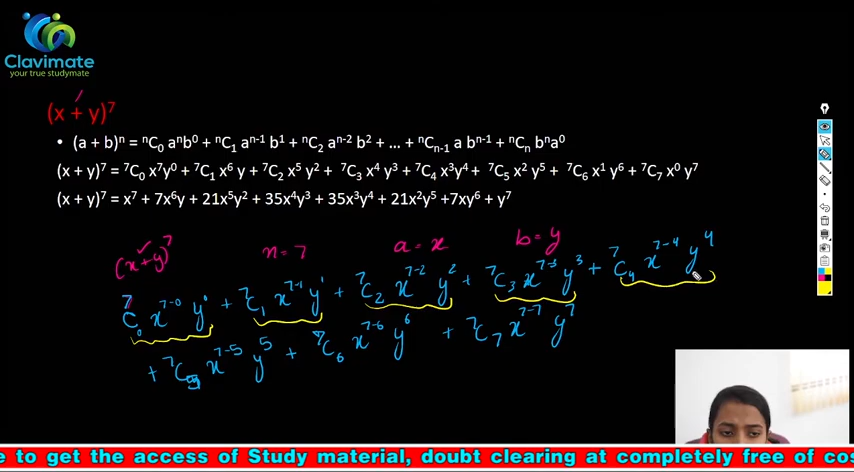 Clavimate
your true studymate
(x + y)⁷
• (a + b)ⁿ = ⁿC₀ aⁿb⁰ + ⁿC₁ aⁿ⁻¹ b¹ + ⁿC₂ aⁿ⁻² b² + ... + ⁿCₙ₋₁ a bⁿ⁻¹ + ⁿCₙ bⁿa⁰
(x + y)⁷ = ⁷C₀ x⁷y⁰ + ⁷C₁ x⁶ y + ⁷C₂ x⁵ y² + ⁷C₃ x⁴ y³ + ⁷C₄ x³y⁴ + ⁷C₅ x² y⁵ + ⁷C₆ x¹ y⁶ + ⁷C₇ x⁰ y⁷
(x + y)⁷ = x⁷ + 7x⁶y + 21x⁵y² + 35x⁴y³ + 35x³y⁴ + 21x²y⁵ +7xy⁶ + y⁷
(x+y)⁷ n = 7 a = x b = y
⁷C₀ x⁷⁻⁰ y⁰ + ⁷C₁ x⁷⁻¹ y¹ + ⁷C₂ x⁷⁻² y² + ⁷C₃ x⁷⁻³ y³ + ⁷C₄ x⁷⁻⁴ y⁴
+ ⁷C₅ x⁷⁻⁵ y⁵ + ⁷C₆ x⁷⁻⁶ y⁶ + ⁷C₇ x⁷⁻⁷ y⁷
e to get the access of Study material, doubt clearing at completely free of cos